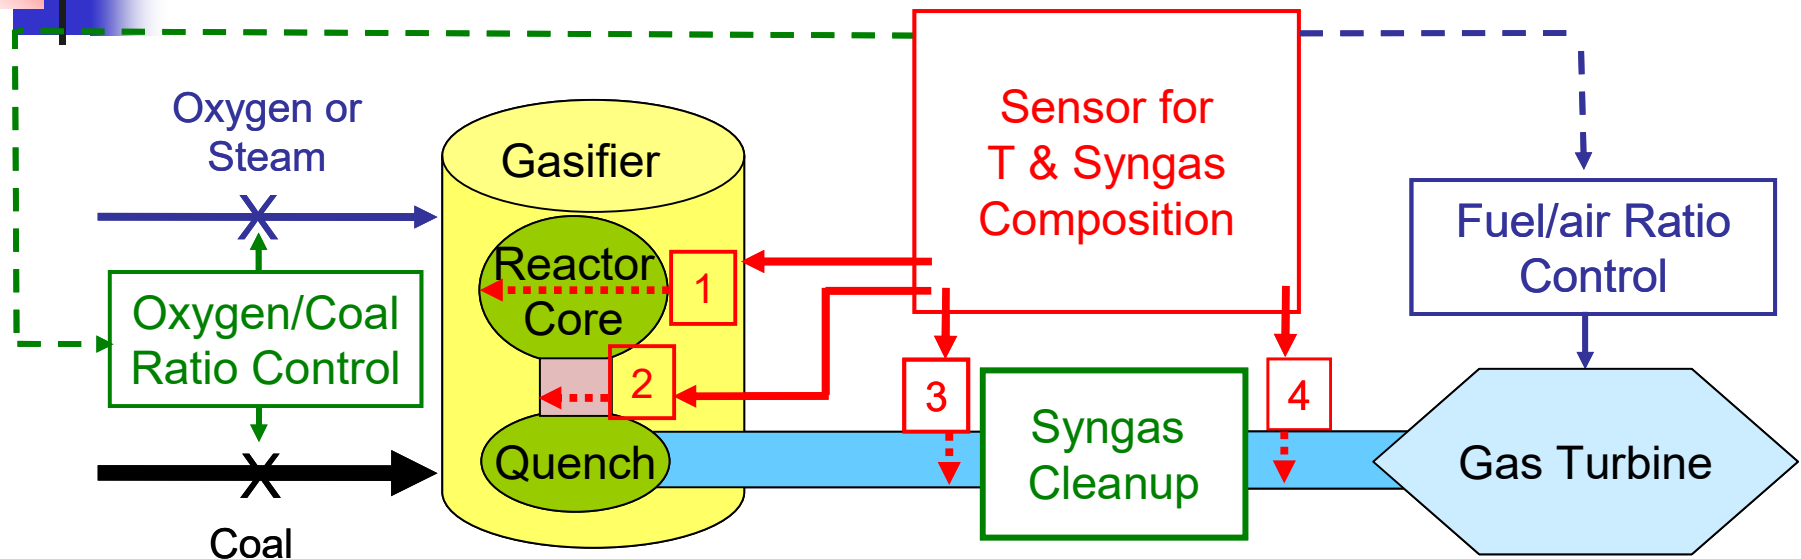 Oxygen or
Steam
X
Oxygen/Coal
Ratio Control
X
Coal
Gasifier
Reactor
Core
1
2
Quench
Sensor for
T & Syngas
Composition
3
Syngas
Cleanup
4
Fuel/air Ratio
Control
Gas Turbine